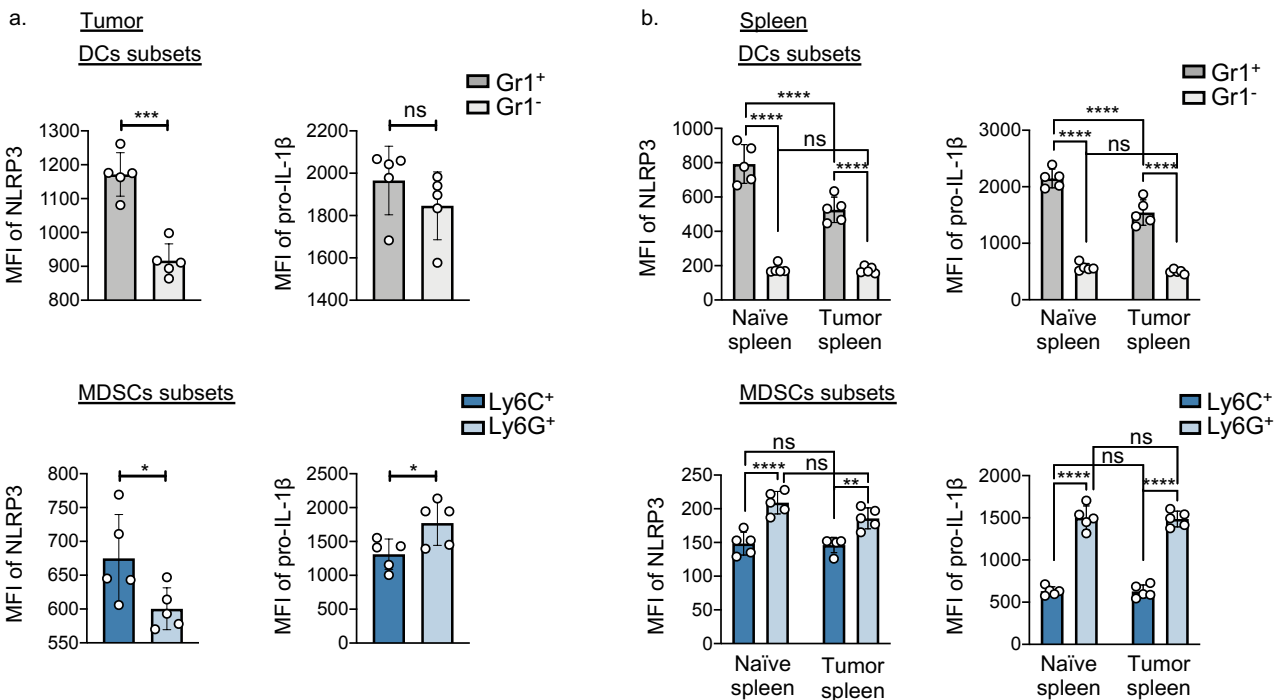 a.
Tumor
DCs subsets
Gr1⁺
Gr1⁻
MFI of NLRP3
1300
1200
1100
1000
900
800
***
MFI of pro-IL-1β
2200
2000
1800
1600
1400
ns
MDSCs subsets
Ly6C⁺
Ly6G⁺
MFI of NLRP3
800
750
700
650
600
550
*
MFI of pro-IL-1β
2500
2000
1500
1000
500
0
*
b.
Spleen
DCs subsets
Gr1⁺
Gr1⁻
MFI of NLRP3
1000
800
600
400
200
0
****
****
ns
****
Naïve
spleen
Tumor
spleen
MFI of pro-IL-1β
3000
2000
1000
0
****
****
ns
****
Naïve
spleen
Tumor
spleen
MDSCs subsets
Ly6C⁺
Ly6G⁺
MFI of NLRP3
250
200
150
100
50
0
ns
****
ns
**
Naïve
spleen
Tumor
spleen
MFI of pro-IL-1β
2000
1500
1000
500
0
ns
ns
****
****
Naïve
spleen
Tumor
spleen